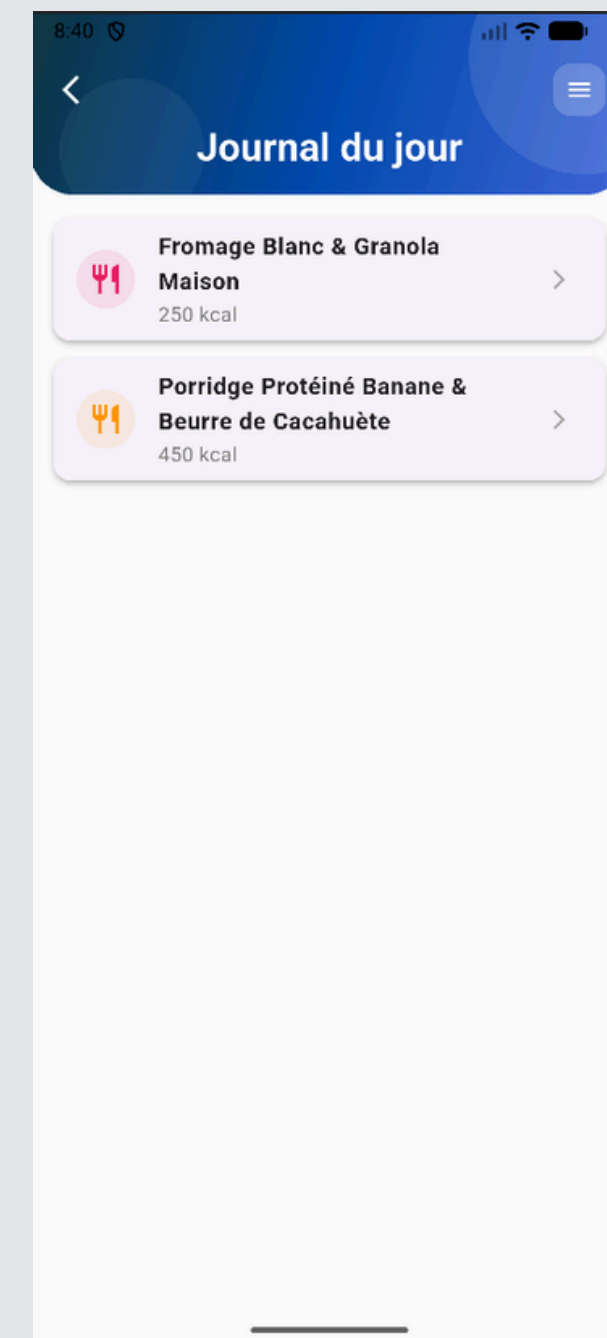 8:40
Journal du jour
Fromage Blanc & Granola
Maison
250 kcal
Porridge Protéiné Banane &
Beurre de Cacahuète
450 kcal